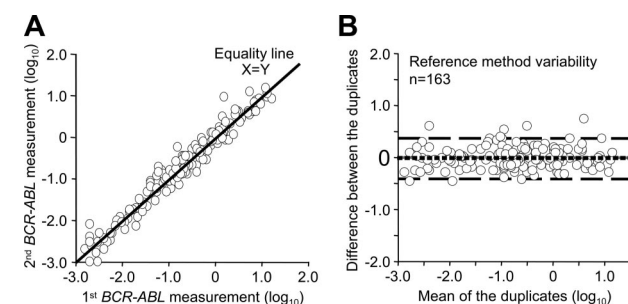 A
2nd BCR-ABL measurement (log10)
2.0
1.0
0
-1.0
-2.0
-3.0
Equality line
X=Y
-3.0 -2.0 -1.0 0 1.0 2.0
1st BCR-ABL measurement (log10)
B
Difference between the duplicates
2.0
1.0
0
-1.0
-2.0
Reference method variability
n=163
-3.0 -2.0 -1.0 0 1.0
Mean of the duplicates (log10)